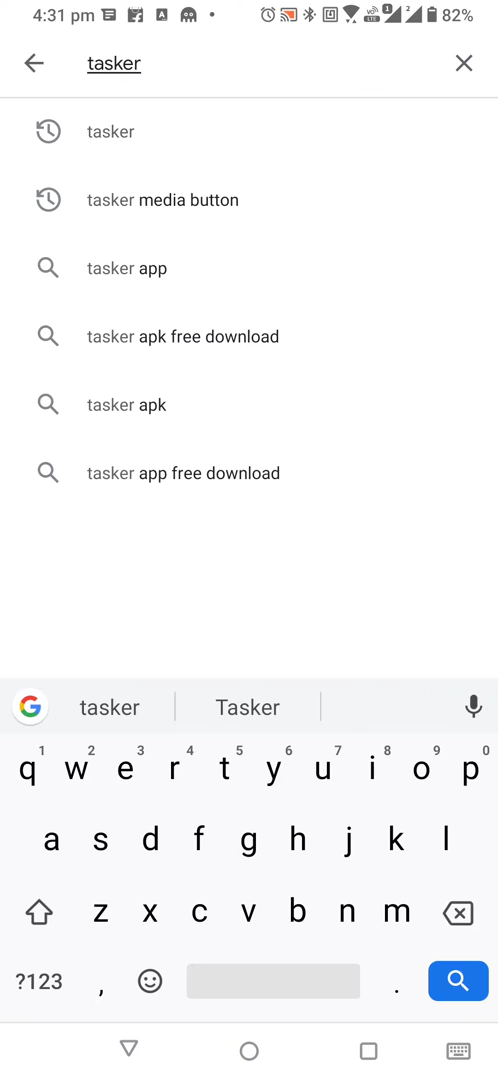 4:31 pm 82%
tasker
tasker
tasker media button
tasker app
tasker apk free download
tasker apk
tasker app free download
tasker Tasker
1 2 3 4 5 6 7 8 9 0
q w e r t y u i o p
a s d f g h j k l
z x c v b n m
?123 , .